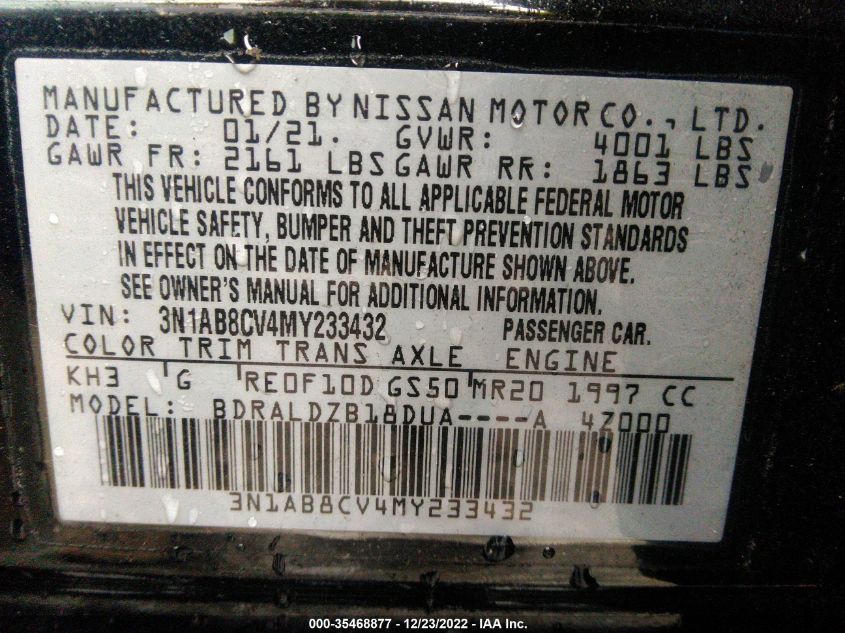 MANUFACTURED BY NISSAN MOTOR CO., LTD.
DATE: 01/21. GVWR: 4001 LBS
GAWR FR: 2161 LBS GAWR RR: 1863 LBS
THIS VEHICLE CONFORMS TO ALL APPLICABLE FEDERAL MOTOR
VEHICLE SAFETY, BUMPER AND THEFT PREVENTION STANDARDS
IN EFFECT ON THE DATE OF MANUFACTURE SHOWN ABOVE.
SEE OWNER'S MANUAL FOR ADDITIONAL INFORMATION.
VIN: 3N1AB8CV4MY233432 PASSENGER CAR.
COLOR TRIM TRANS AXLE ENGINE
KH3 G RE0F10D GS50 MR20 1997 CC
MODEL: BDRALDZB18DUA----A 4Z000
3N1AB8CV4MY233432
000-35468877 - 12/23/2022 - IAA Inc.